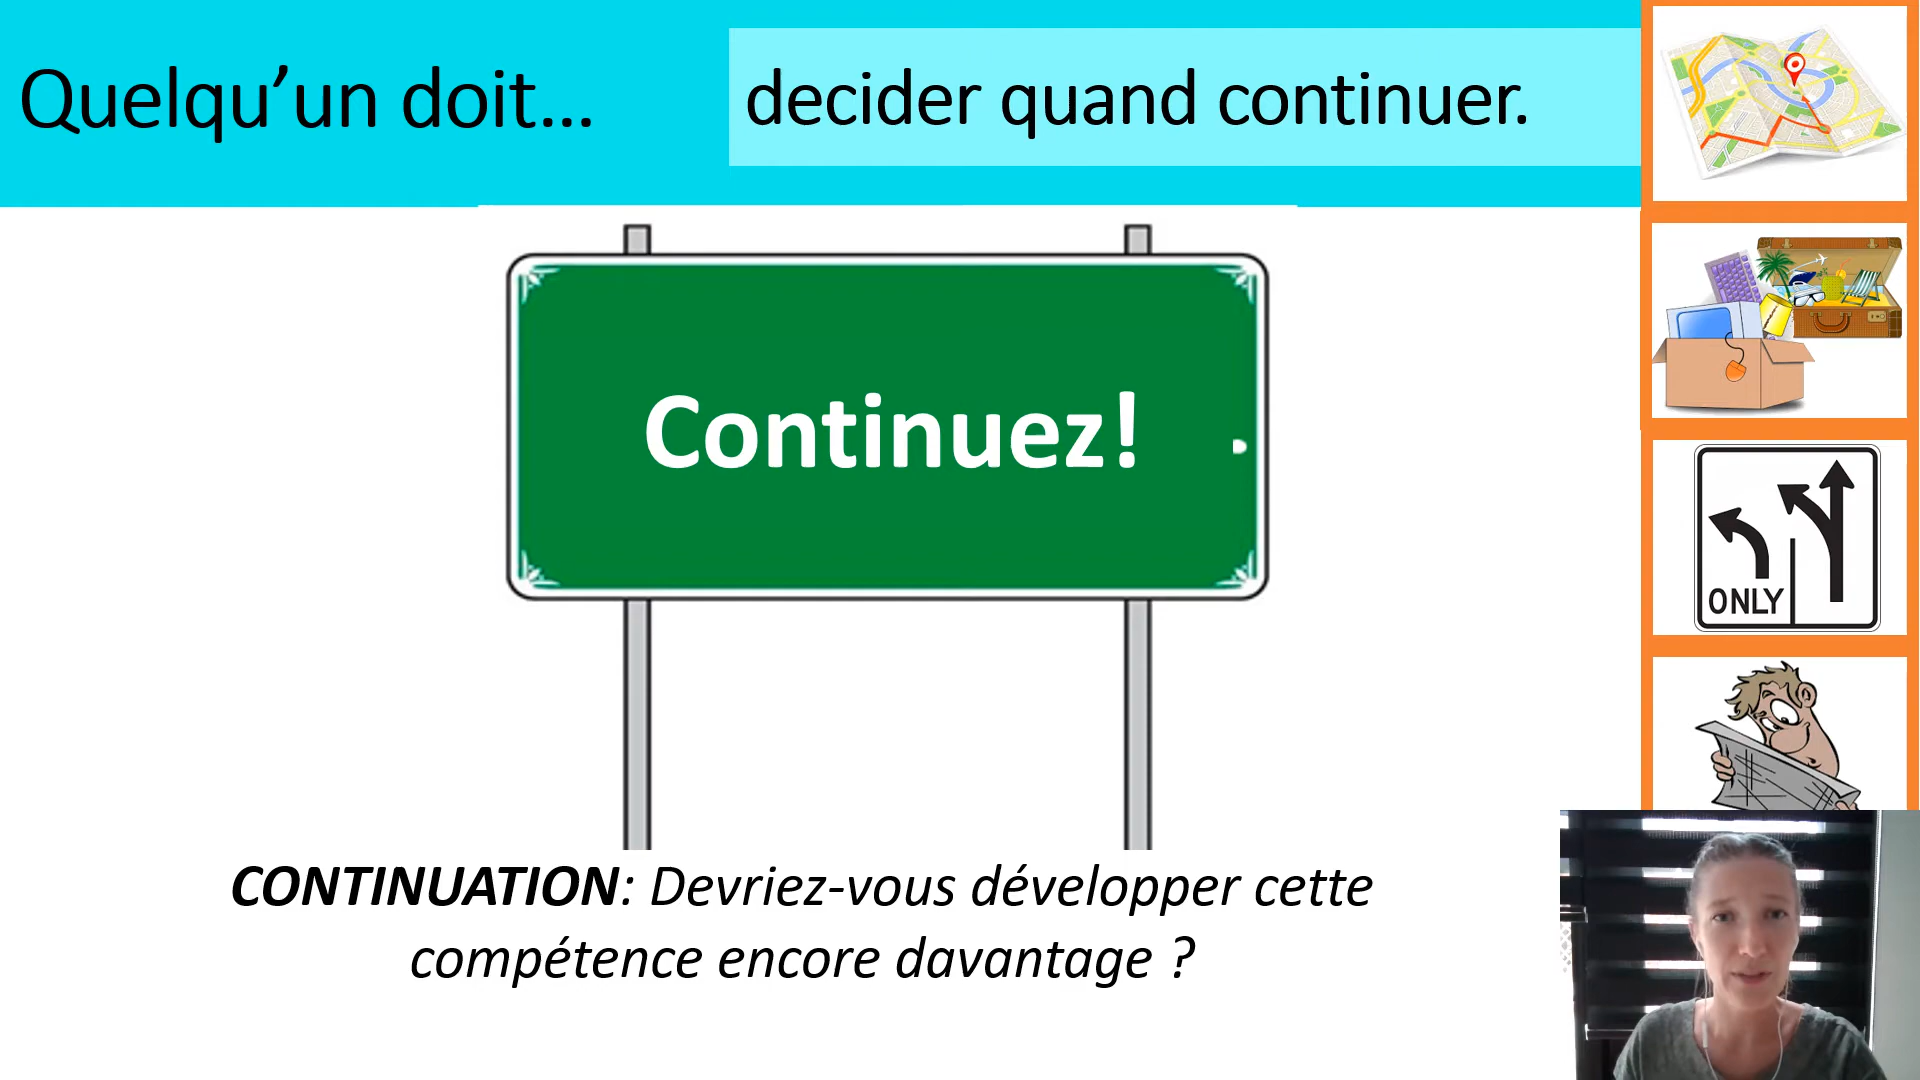 Quelqu’un doit...
decider quand continuer.
Continuez!
ONLY
CONTINUATION: Devriez-vous développer cette
compétence encore davantage ?